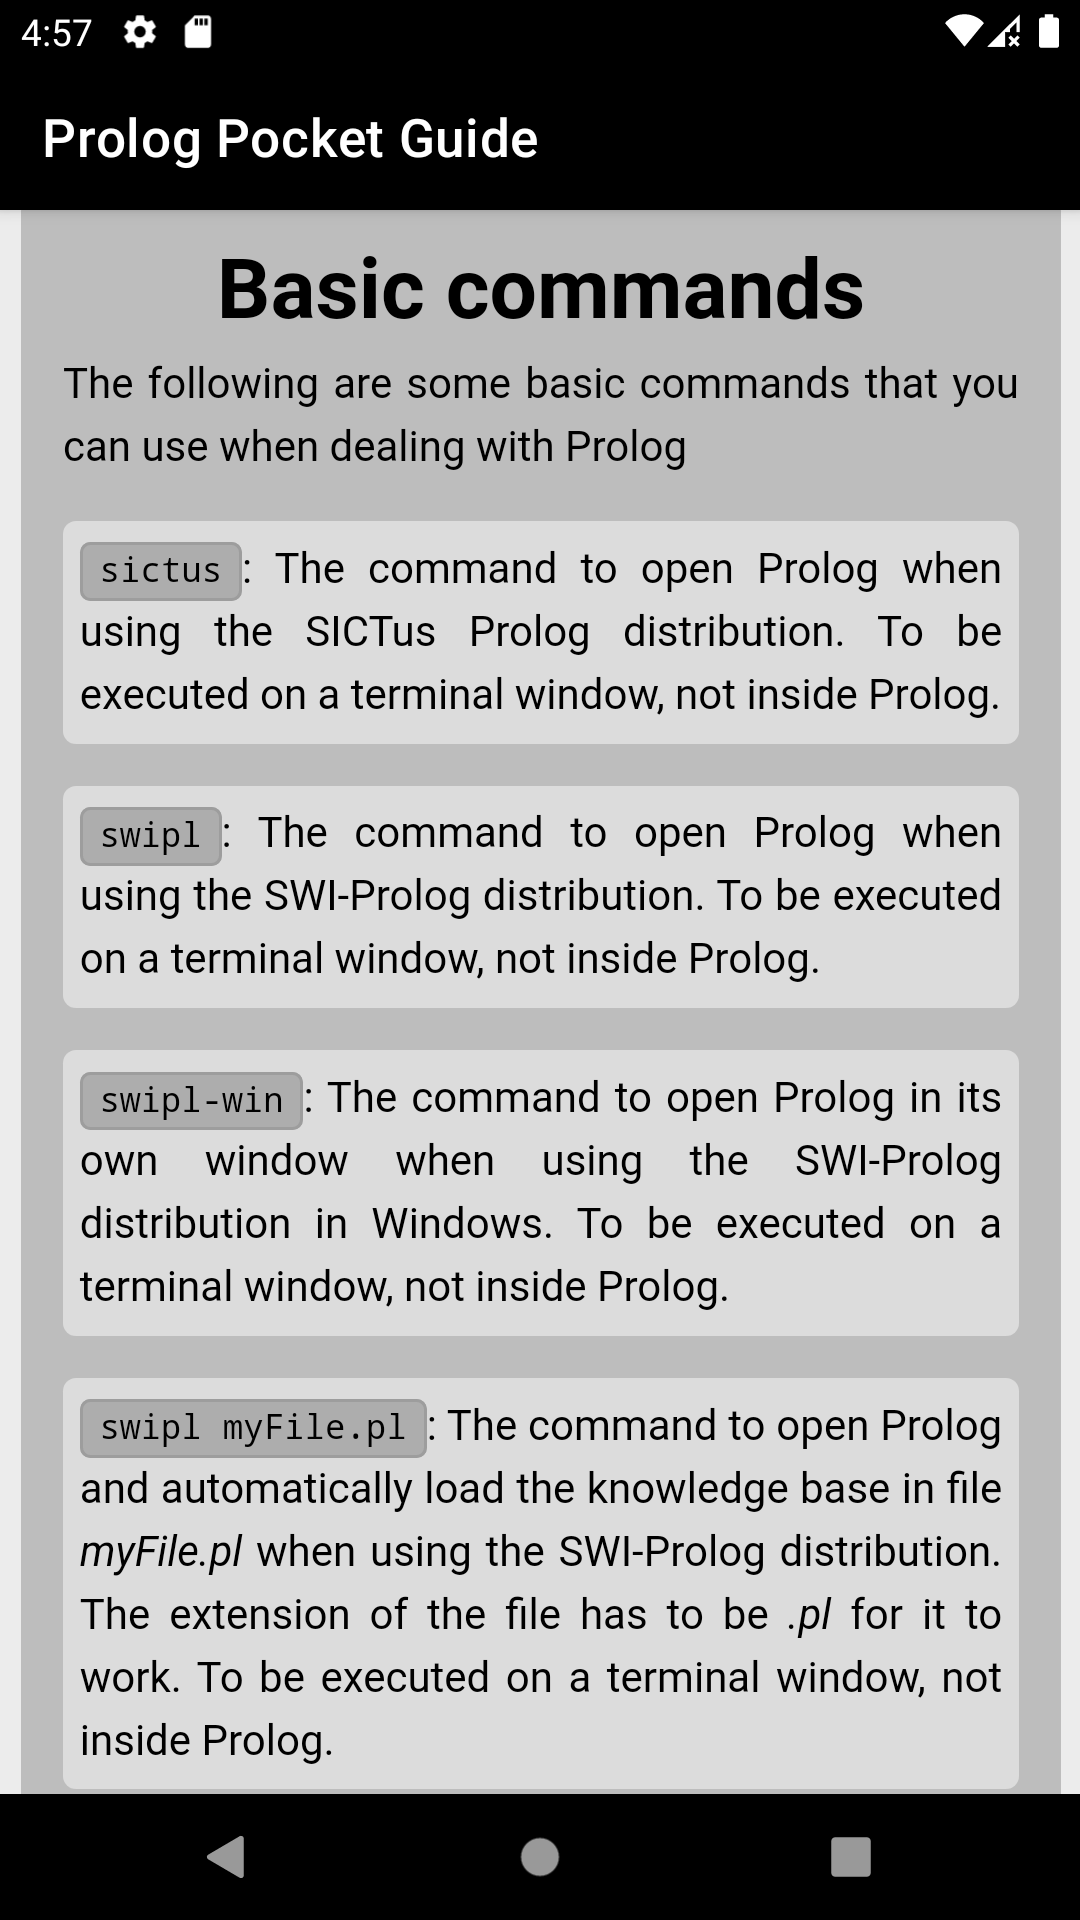 4:57
Prolog Pocket Guide
Basic commands
The following are some basic commands that you
can use when dealing with Prolog
sictus: The command to open Prolog when
using the SICTus Prolog distribution. To be
executed on a terminal window, not inside Prolog.
swipl: The command to open Prolog when
using the SWI-Prolog distribution. To be executed
on a terminal window, not inside Prolog.
swipl-win: The command to open Prolog in its
own window when using the SWI-Prolog
distribution in Windows. To be executed on a
terminal window, not inside Prolog.
swipl myFile.pl: The command to open Prolog
and automatically load the knowledge base in file
myFile.pl when using the SWI-Prolog distribution.
The extension of the file has to be .pl for it to
work. To be executed on a terminal window, not
inside Prolog.